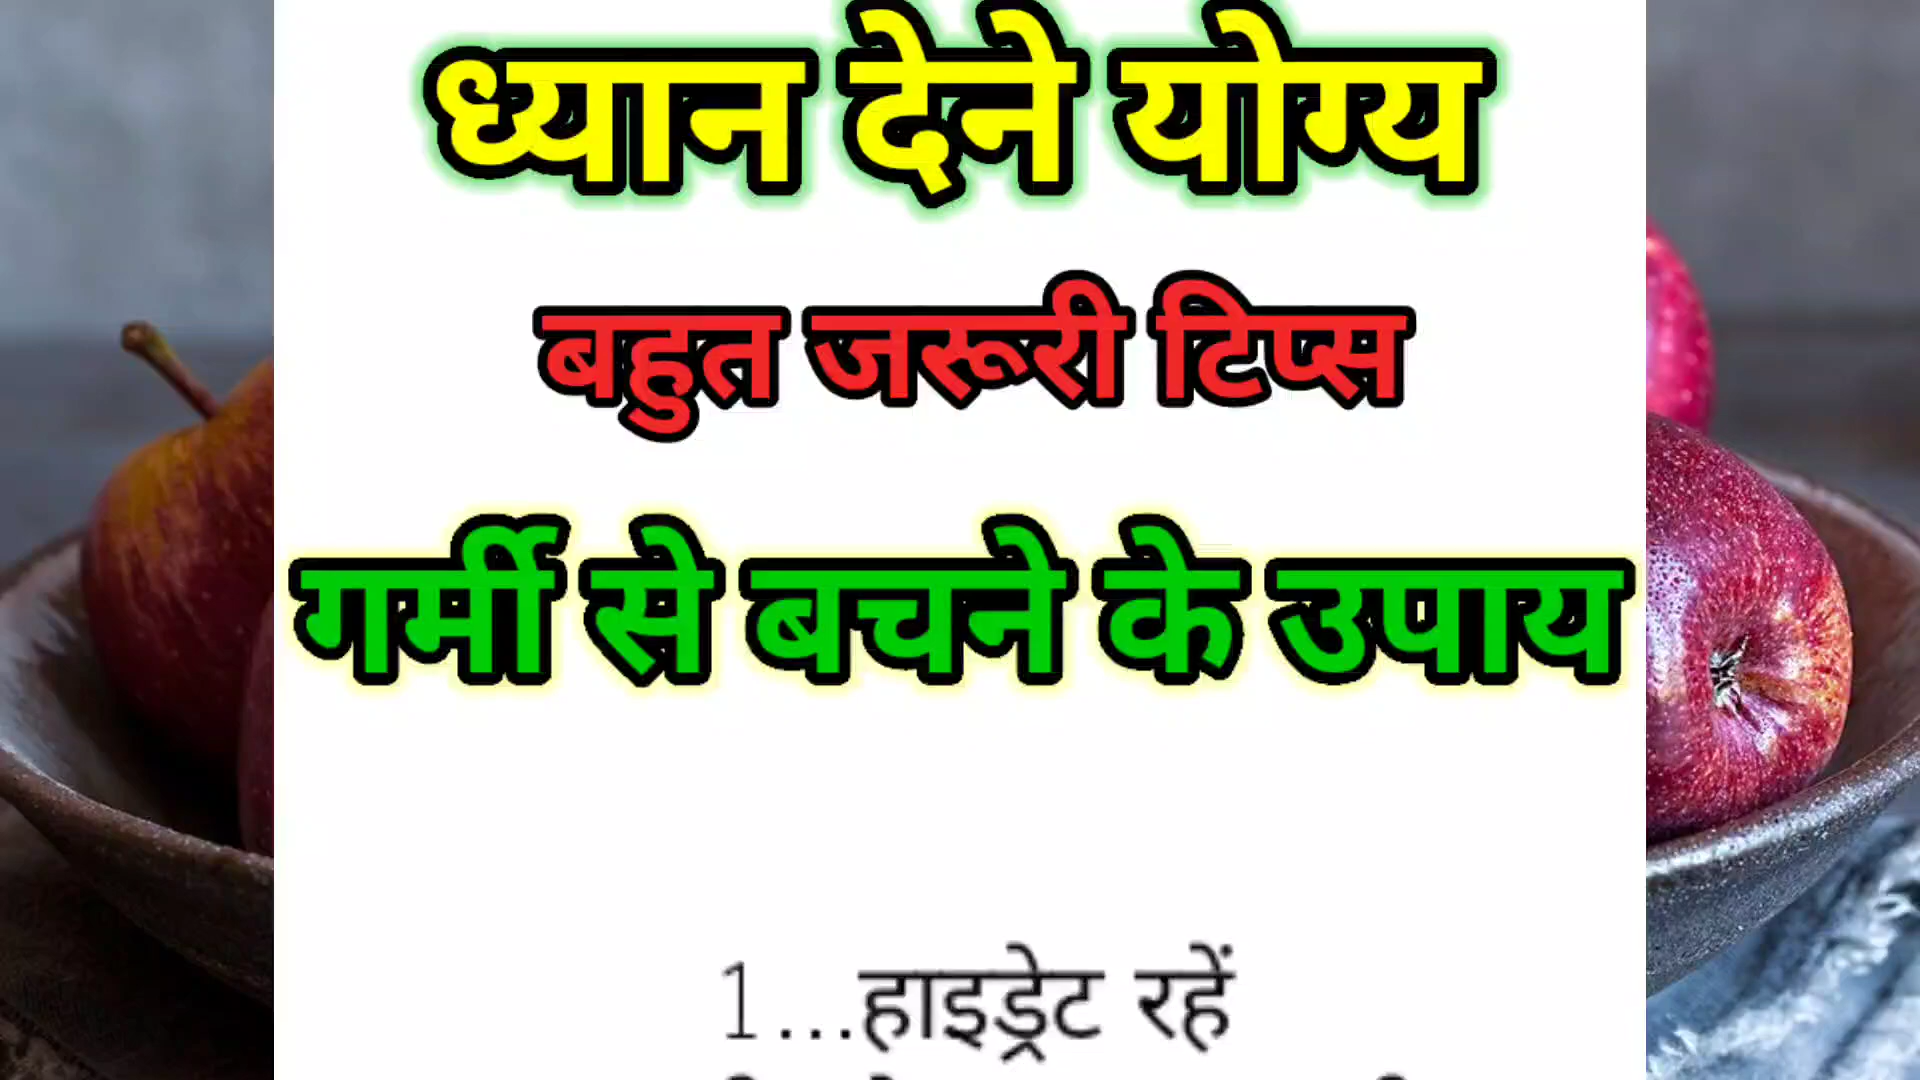 ध्यान देने योग्य
बहुत जरूरी टिप्स
गर्मी से बचने के उपाय
1...हाइड्रेट रहें